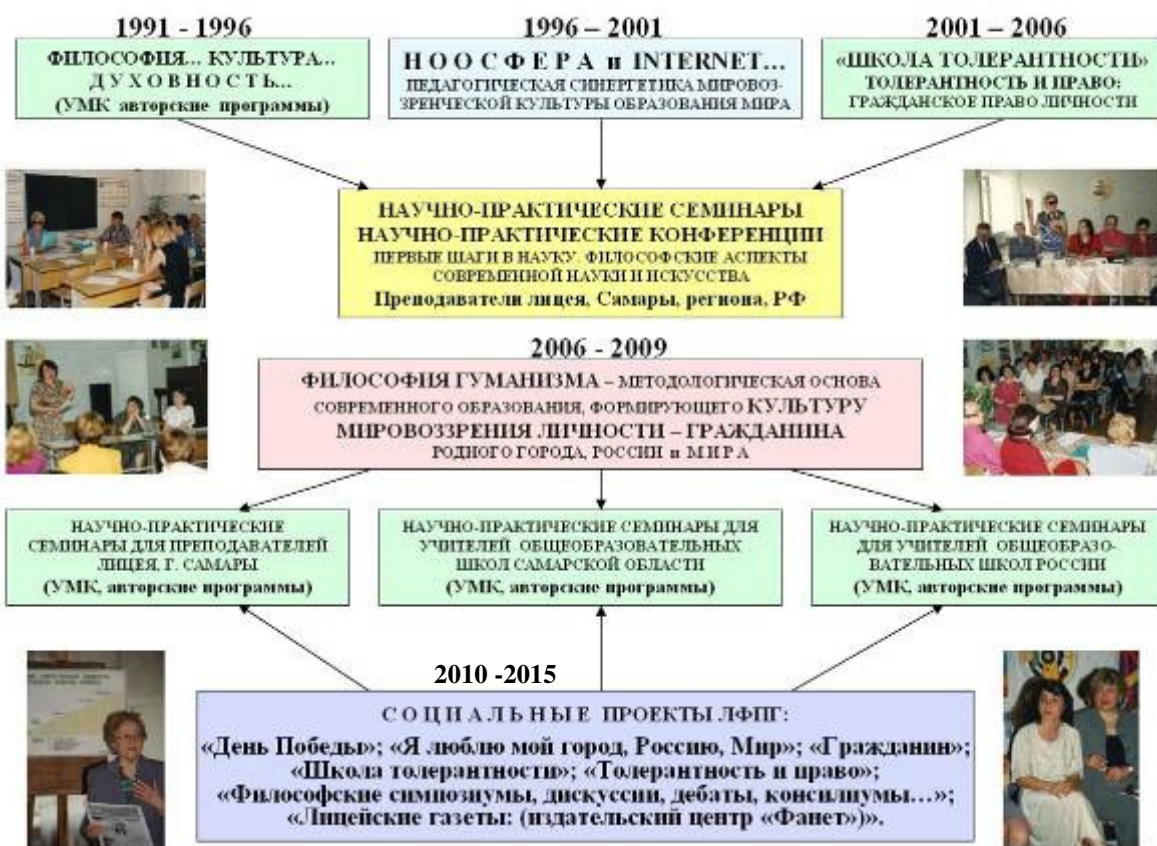 1991 - 1996
ФИЛОСОФИЯ... КУЛЬТУРА...
Д У Х О В Н О С Т Ь...
(УМК авторские программы)
1996 – 2001
Н О О С Ф Е Р А и INTERNET...
ПЕДАГОГИЧЕСКАЯ СИНЕРГЕТИКА МИРОВОЗ-
ЗРЕНЧЕСКОЙ КУЛЬТУРЫ ОБРАЗОВАНИЯ МИРА
2001 – 2006
«ШКОЛА ТОЛЕРАНТНОСТИ»
ТОЛЕРАНТНОСТЬ И ПРАВО:
ГРАЖДАНСКОЕ ПРАВО ЛИЧНОСТИ
НАУЧНО-ПРАКТИЧЕСКИЕ СЕМИНАРЫ
НАУЧНО-ПРАКТИЧЕСКИЕ КОНФЕРЕНЦИИ
ПЕРВЫЕ ШАГИ В НАУКУ. ФИЛОСОФСКИЕ АСПЕКТЫ
СОВРЕМЕННОЙ НАУКИ И ИСКУССТВА
Преподаватели лицея, Самары, региона, РФ
2006 - 2009
ФИЛОСОФИЯ ГУМАНИЗМА – МЕТОДОЛОГИЧЕСКАЯ ОСНОВА
СОВРЕМЕННОГО ОБРАЗОВАНИЯ, ФОРМИРУЮЩЕГО КУЛЬТУРУ
МИРОВОЗЗРЕНИЯ ЛИЧНОСТИ – ГРАЖДАНИНА
РОДНОГО ГОРОДА, РОССИИ и М И Р А
НАУЧНО-ПРАКТИЧЕСКИЕ
СЕМИНАРЫ ДЛЯ ПРЕПОДАВАТЕЛЕЙ
ЛИЦЕЯ, Г. САМАРЫ
(УМК, авторские программы)
НАУЧНО-ПРАКТИЧЕСКИЕ СЕМИНАРЫ ДЛЯ
УЧИТЕЛЕЙ ОБЩЕОБРАЗОВАТЕЛЬНЫХ
ШКОЛ САМАРСКОЙ ОБЛАСТИ
(УМК, авторские программы)
НАУЧНО-ПРАКТИЧЕСКИЕ СЕМИНАРЫ
ДЛЯ УЧИТЕЛЕЙ ОБЩЕОБРАЗО-
ВАТЕЛЬНЫХ ШКОЛ РОССИИ
(УМК, авторские программы)
2010 -2015
С О Ц И А Л Ь Н Ы Е ПРОЕКТЫ ЛФПГ:
«День Победы»; «Я люблю мой город, Россию, Мир»; «Гражданин»;
«Школа толерантности»; «Толерантность и право»;
«Философские симпозиумы, дискуссии, дебаты, консилиумы…»;
«Лицейские газеты: (издательский центр «Фанет»)».